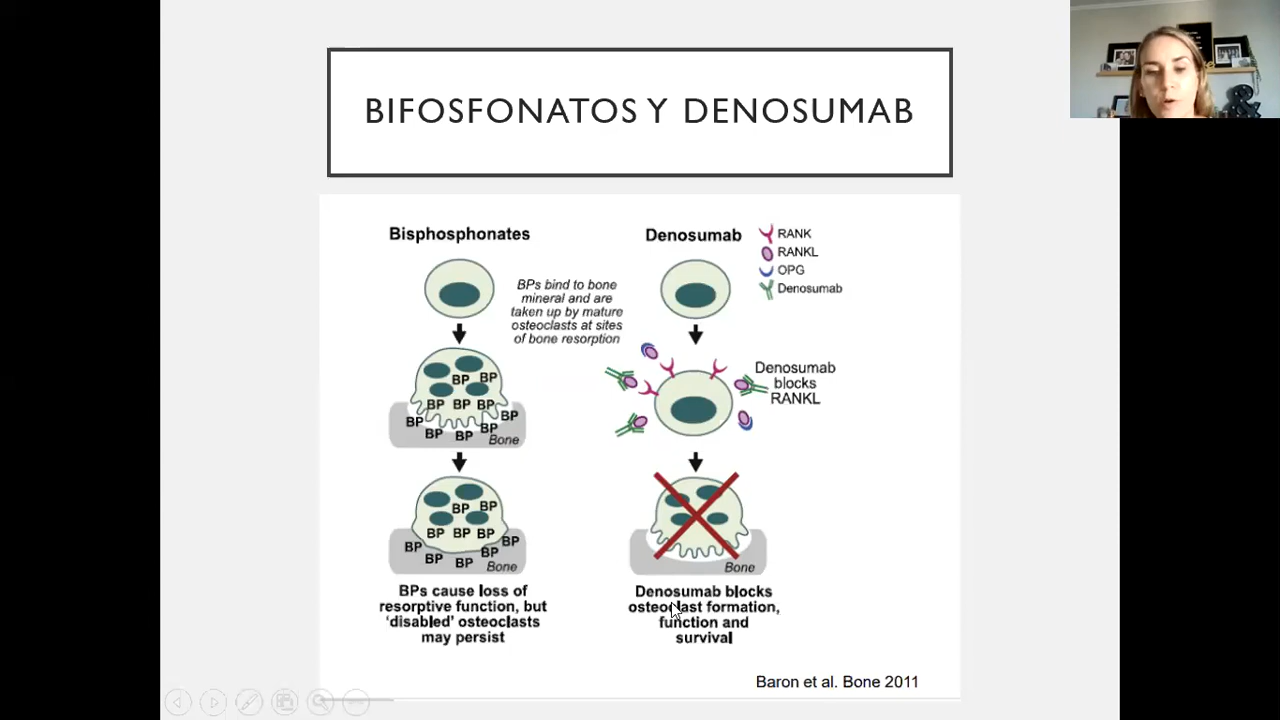 BIFOSFONATOS Y DENOSUMAB
Bisphosphonates
BPs bind to bone
mineral and are
taken up by mature
osteoclasts at sites
of bone resorption
BP BP
BP BP BP
BP BP
BP BP BP
Bone
BP BP
BP BP BP
BP BP
BP BP BP
Bone
BPs cause loss of
resorptive function, but
'disabled' osteoclasts
may persist
Denosumab
RANK
RANKL
OPG
Denosumab
Denosumab
blocks
RANKL
Bone
Denosumab blocks
osteoclast formation,
function and
survival
Baron et al. Bone 2011
&